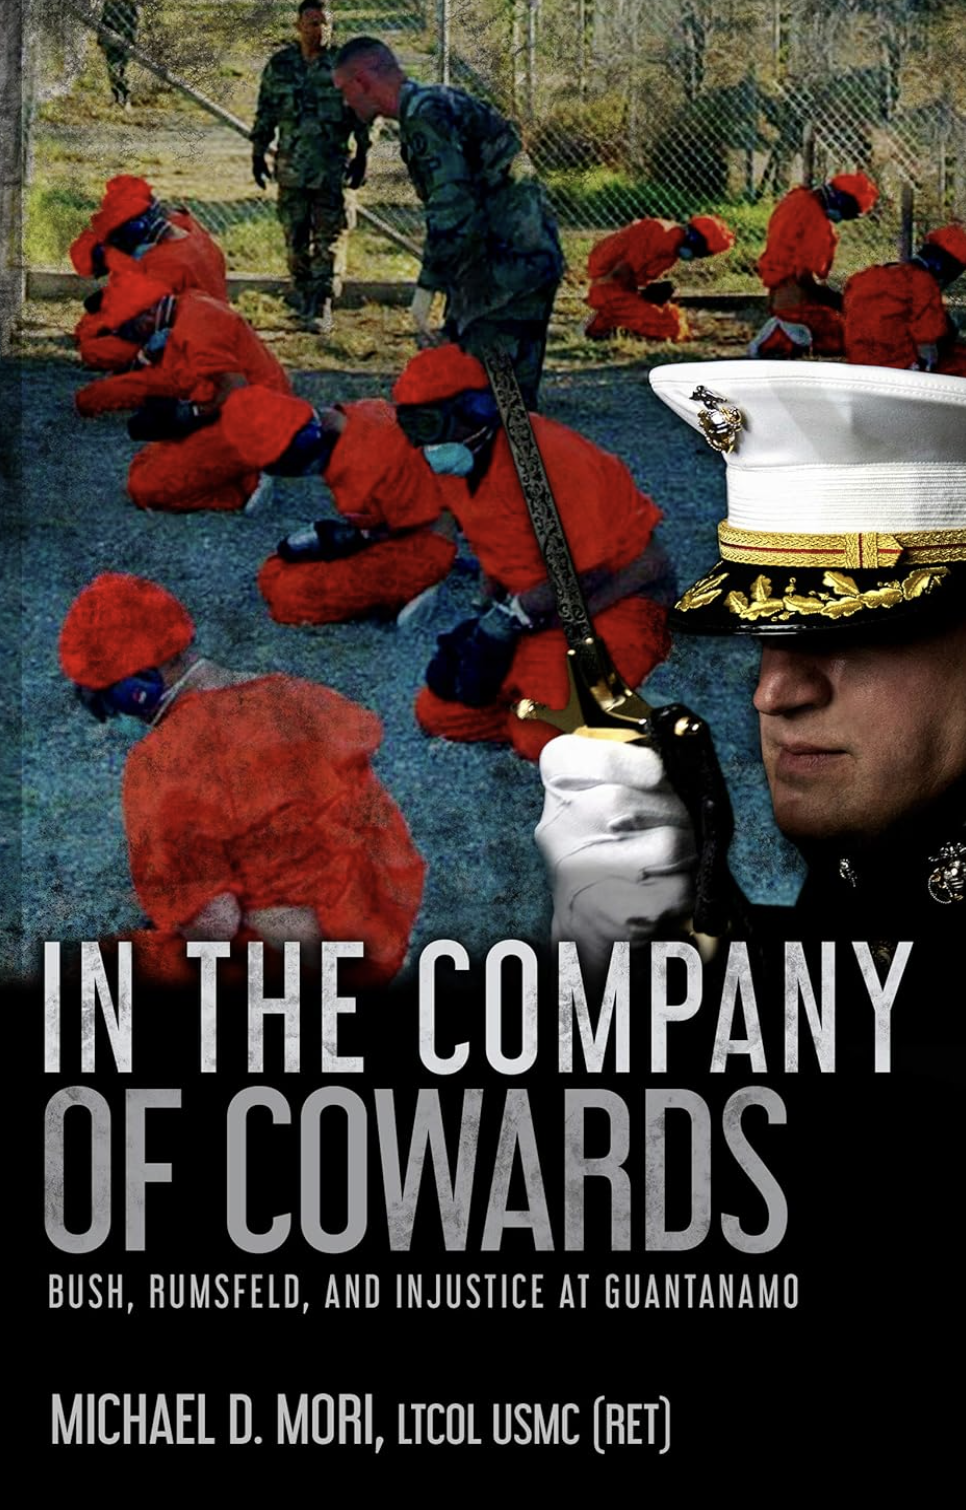 IN THE COMPANY
OF COWARDS
BUSH, RUMSFELD, AND INJUSTICE AT GUANTANAMO
MICHAEL D. MORI, LTCOL USMC (RET)